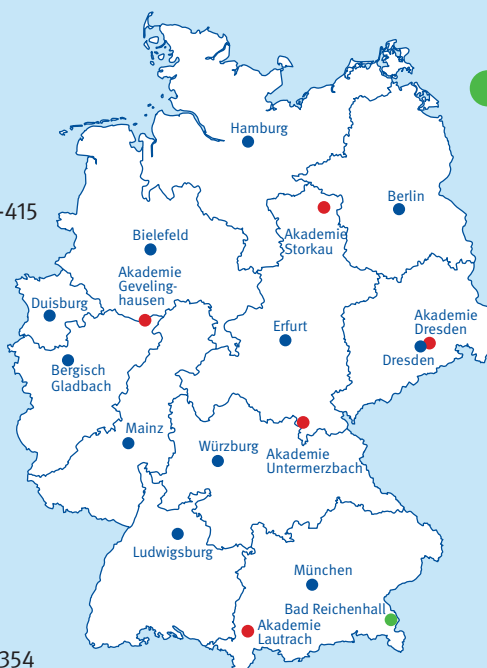 Hamburg
-415
Berlin
Akademie
Storkau
Bielefeld
Akademie
Geveling-
hausen
Duisburg
Akademie
Dresden
Erfurt
Dresden
Bergisch
Gladbach
Mainz
Würzburg
Akademie
Untermerzbach
Ludwigsburg
München
Bad Reichenhall
Akademie
Lautrach
354